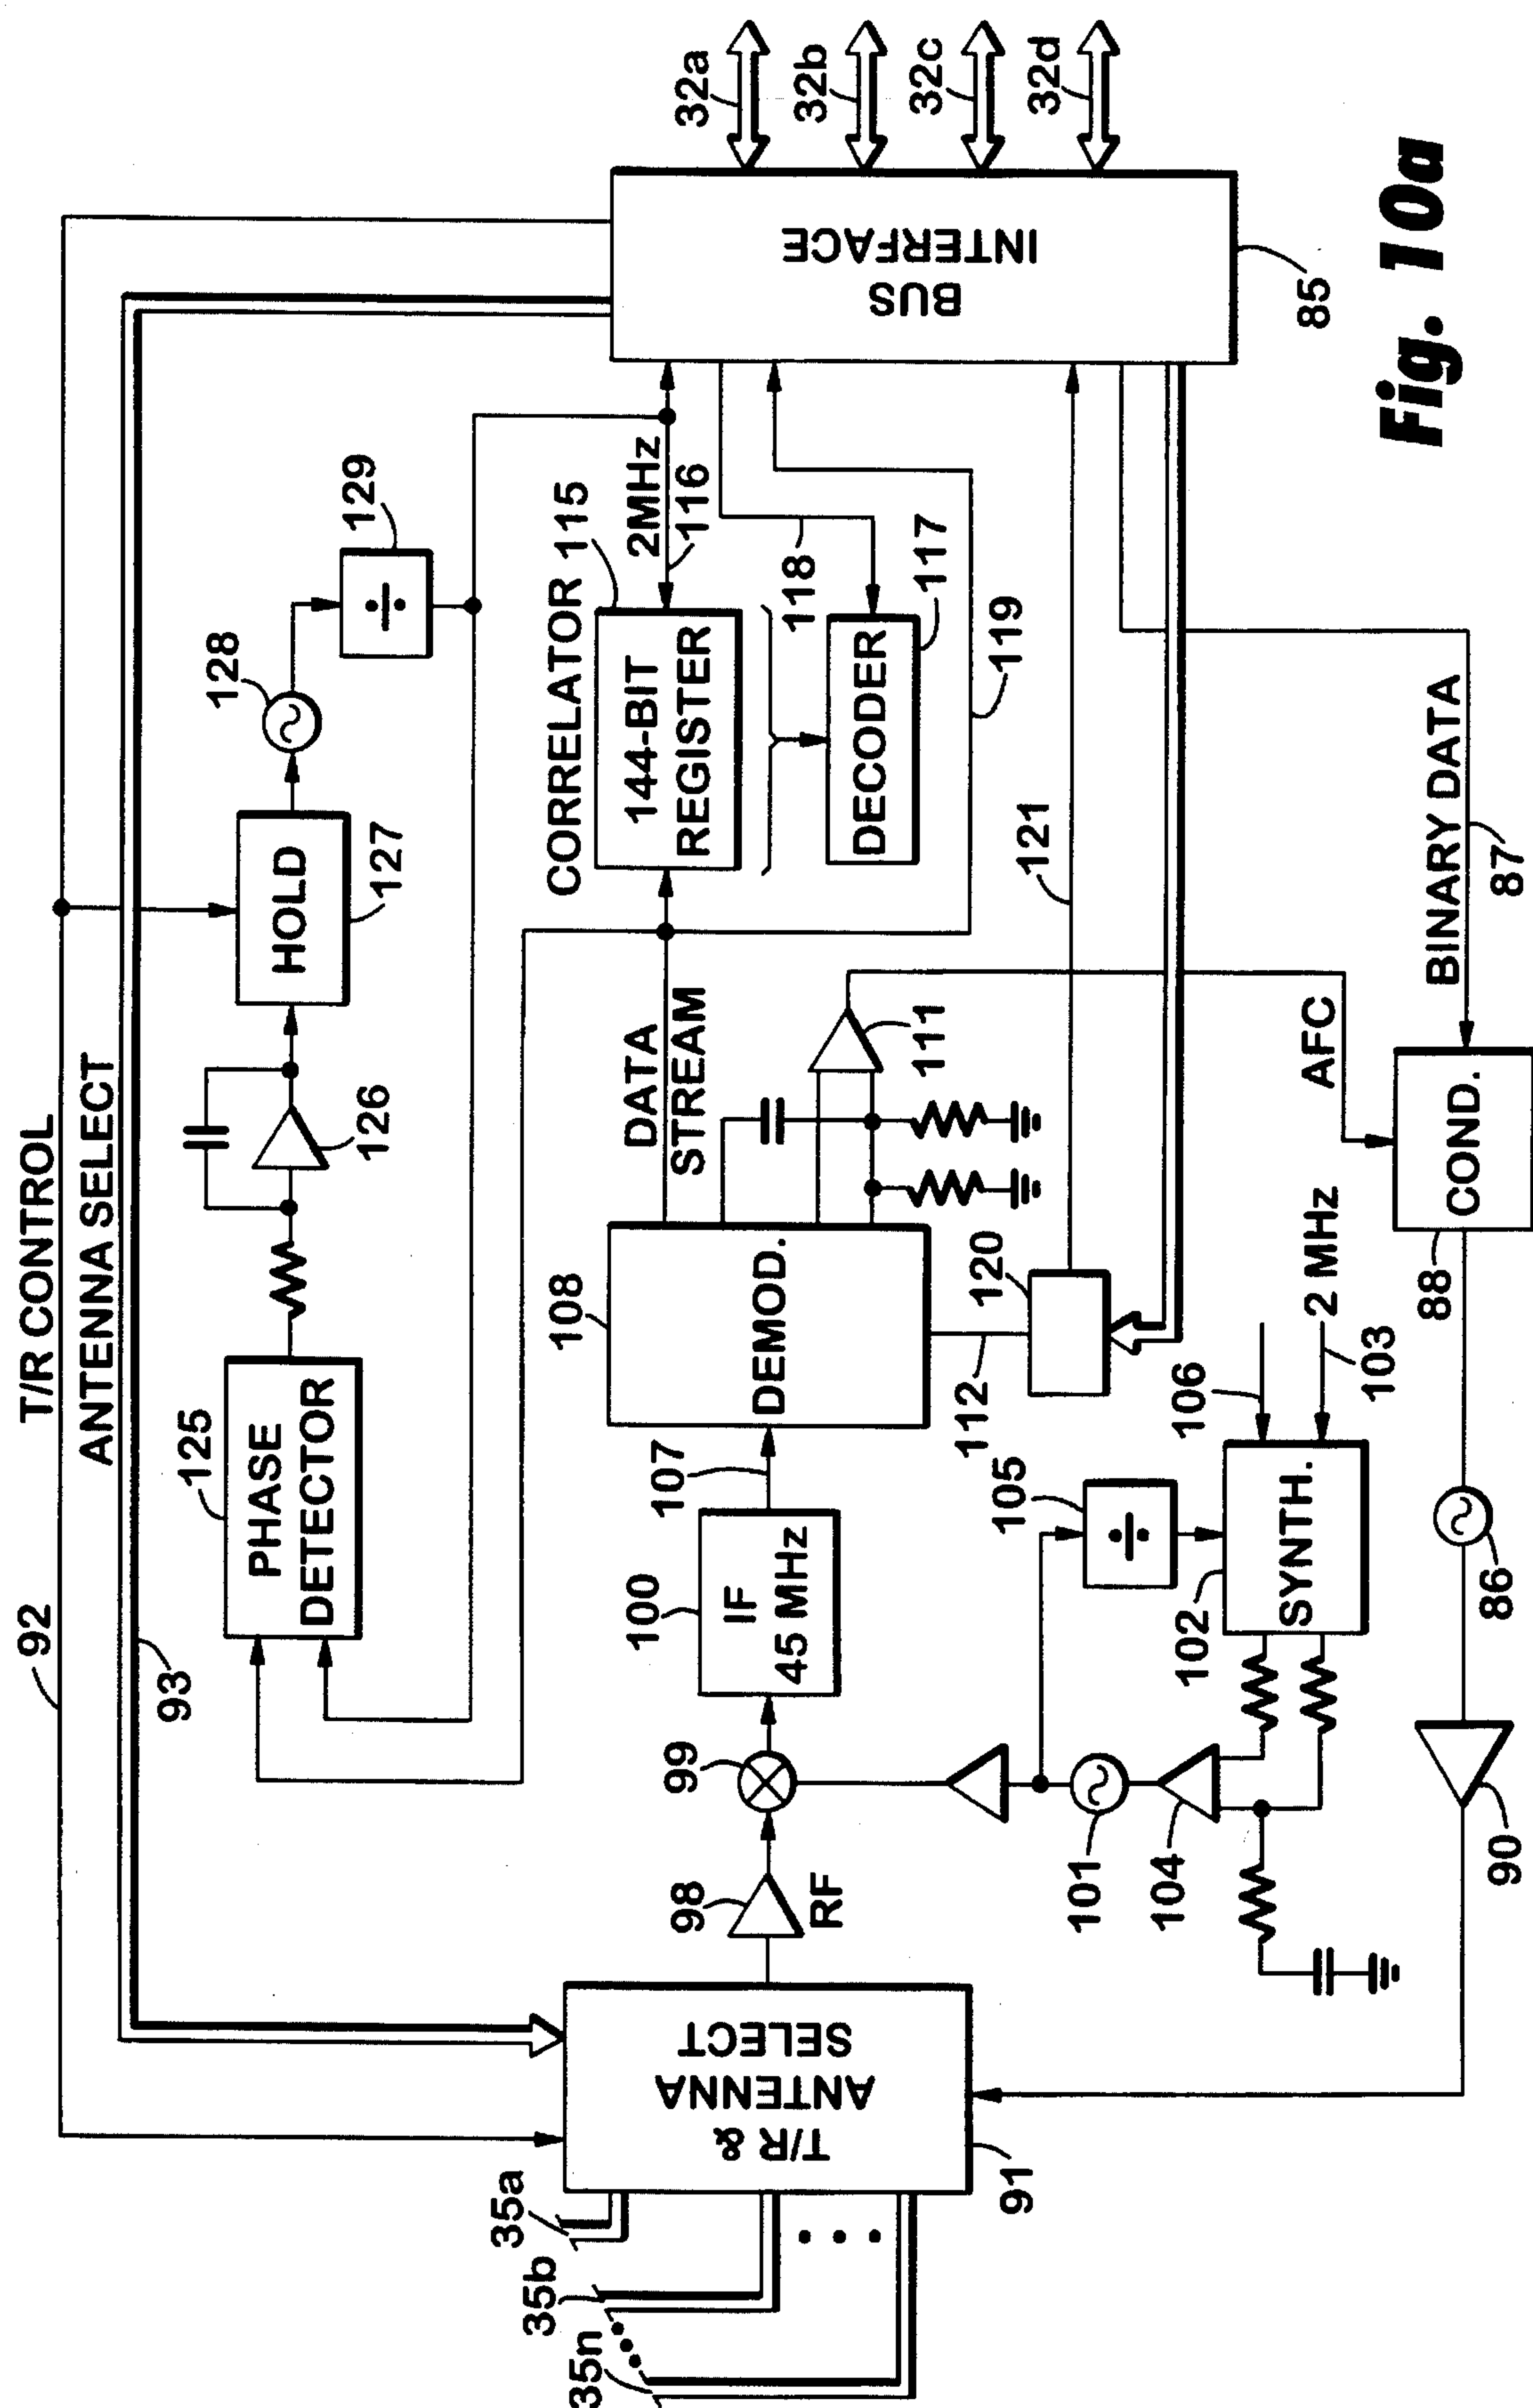 T/R CONTROL
ANTENNA SELECT
92
93
125
PHASE
DETECTOR
126
HOLD
127
128
129
35a
35b
35n
T/R &
ANTENNA
SELECT
91
98
RF
99
100
IF
45 MHz
107
108
DEMOD.
DATA
STREAM
111
112
120
121
CORRELATOR 115
144-BIT
REGISTER
2MHz
116
118
DECODER
117
119
BUS
INTERFACE
85
32a
32b
32c
32d
101
104
105
102
SYNTH.
106
103
2 MHz
AFC
BINARY DATA
87
COND.
88
86
90
Fig. 10a